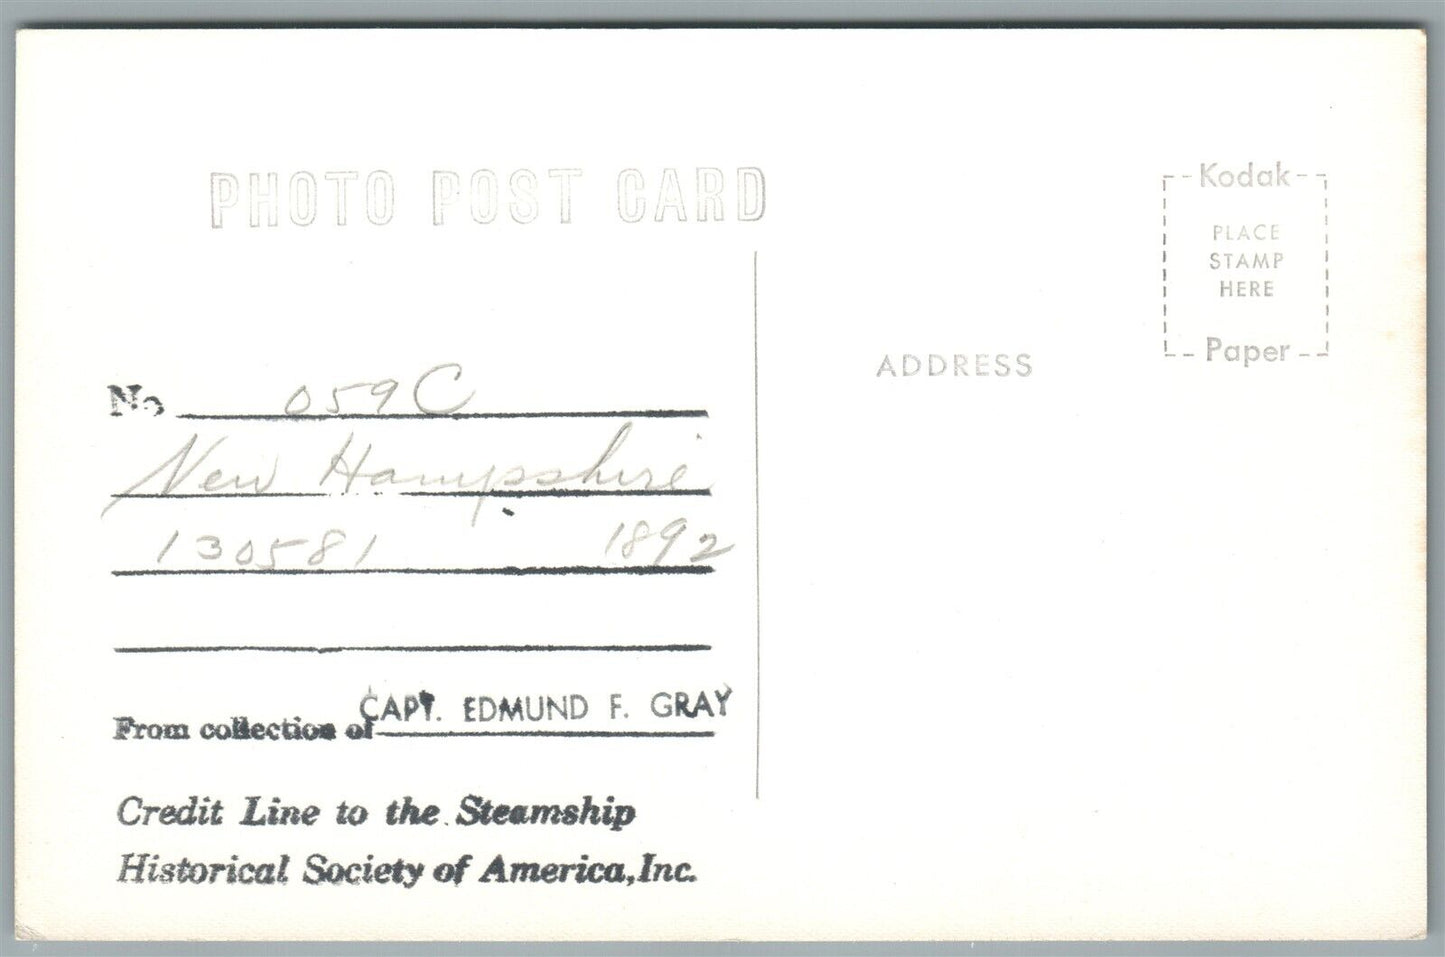 PHOTO POST CARD
Kodak
PLACE
STAMP
HERE
Paper
ADDRESS
No 059C
New Hampshire
130581 1892
From collection of CAPT. EDMUND F. GRAY
Credit Line to the Steamship
Historical Society of America, Inc.